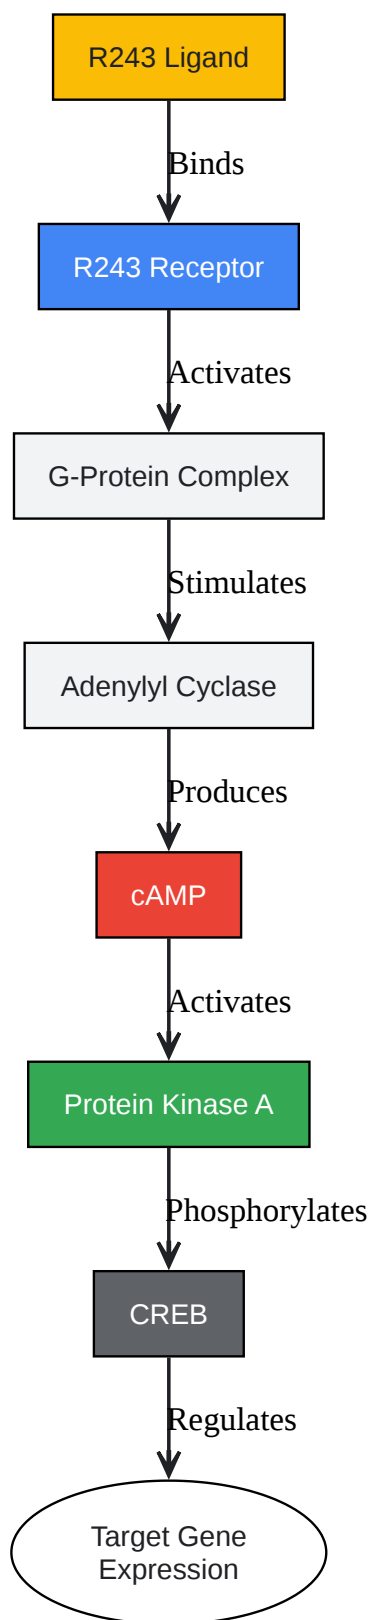 R243 Ligand
Binds
R243 Receptor
Activates
G-Protein Complex
Stimulates
Adenylyl Cyclase
Produces
cAMP
Activates
Protein Kinase A
Phosphorylates
CREB
Regulates
Target Gene
Expression